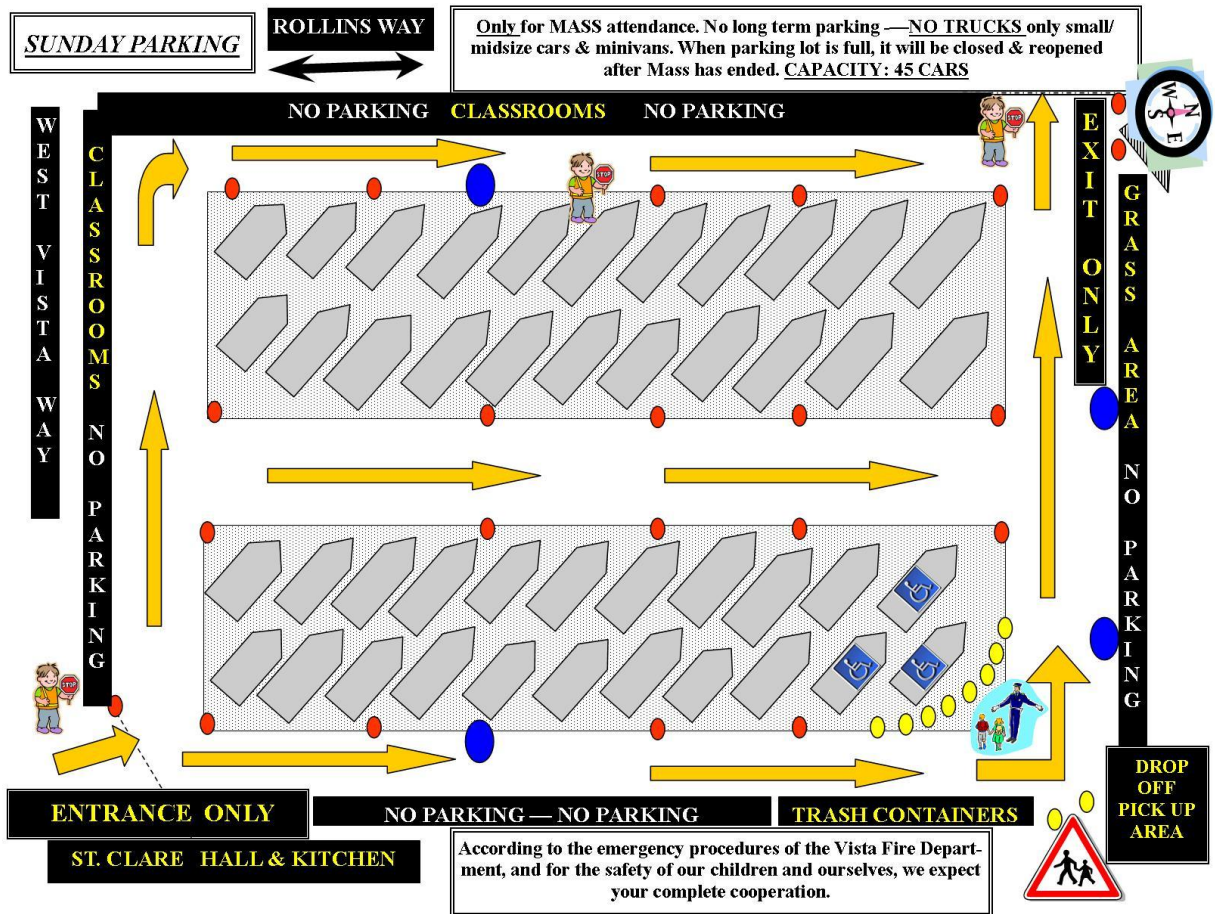 SUNDAY PARKING
ROLLINS WAY
Only for MASS attendance. No long term parking —NO TRUCKS only small/
midsize cars & minivans. When parking lot is full, it will be closed & reopened
after Mass has ended. CAPACITY: 45 CARS
NO PARKING CLASSROOMS NO PARKING
WEST VISTA WAY
CLASSROOMS NO PARKING
EXIT ONLY
GRASS AREA NO PARKING
N
W
E
S
STOP
STOP
STOP
ENTRANCE ONLY
NO PARKING — NO PARKING
TRASH CONTAINERS
DROP
OFF
PICK UP
AREA
ST. CLARE HALL & KITCHEN
According to the emergency procedures of the Vista Fire Depart-
ment, and for the safety of our children and ourselves, we expect
your complete cooperation.